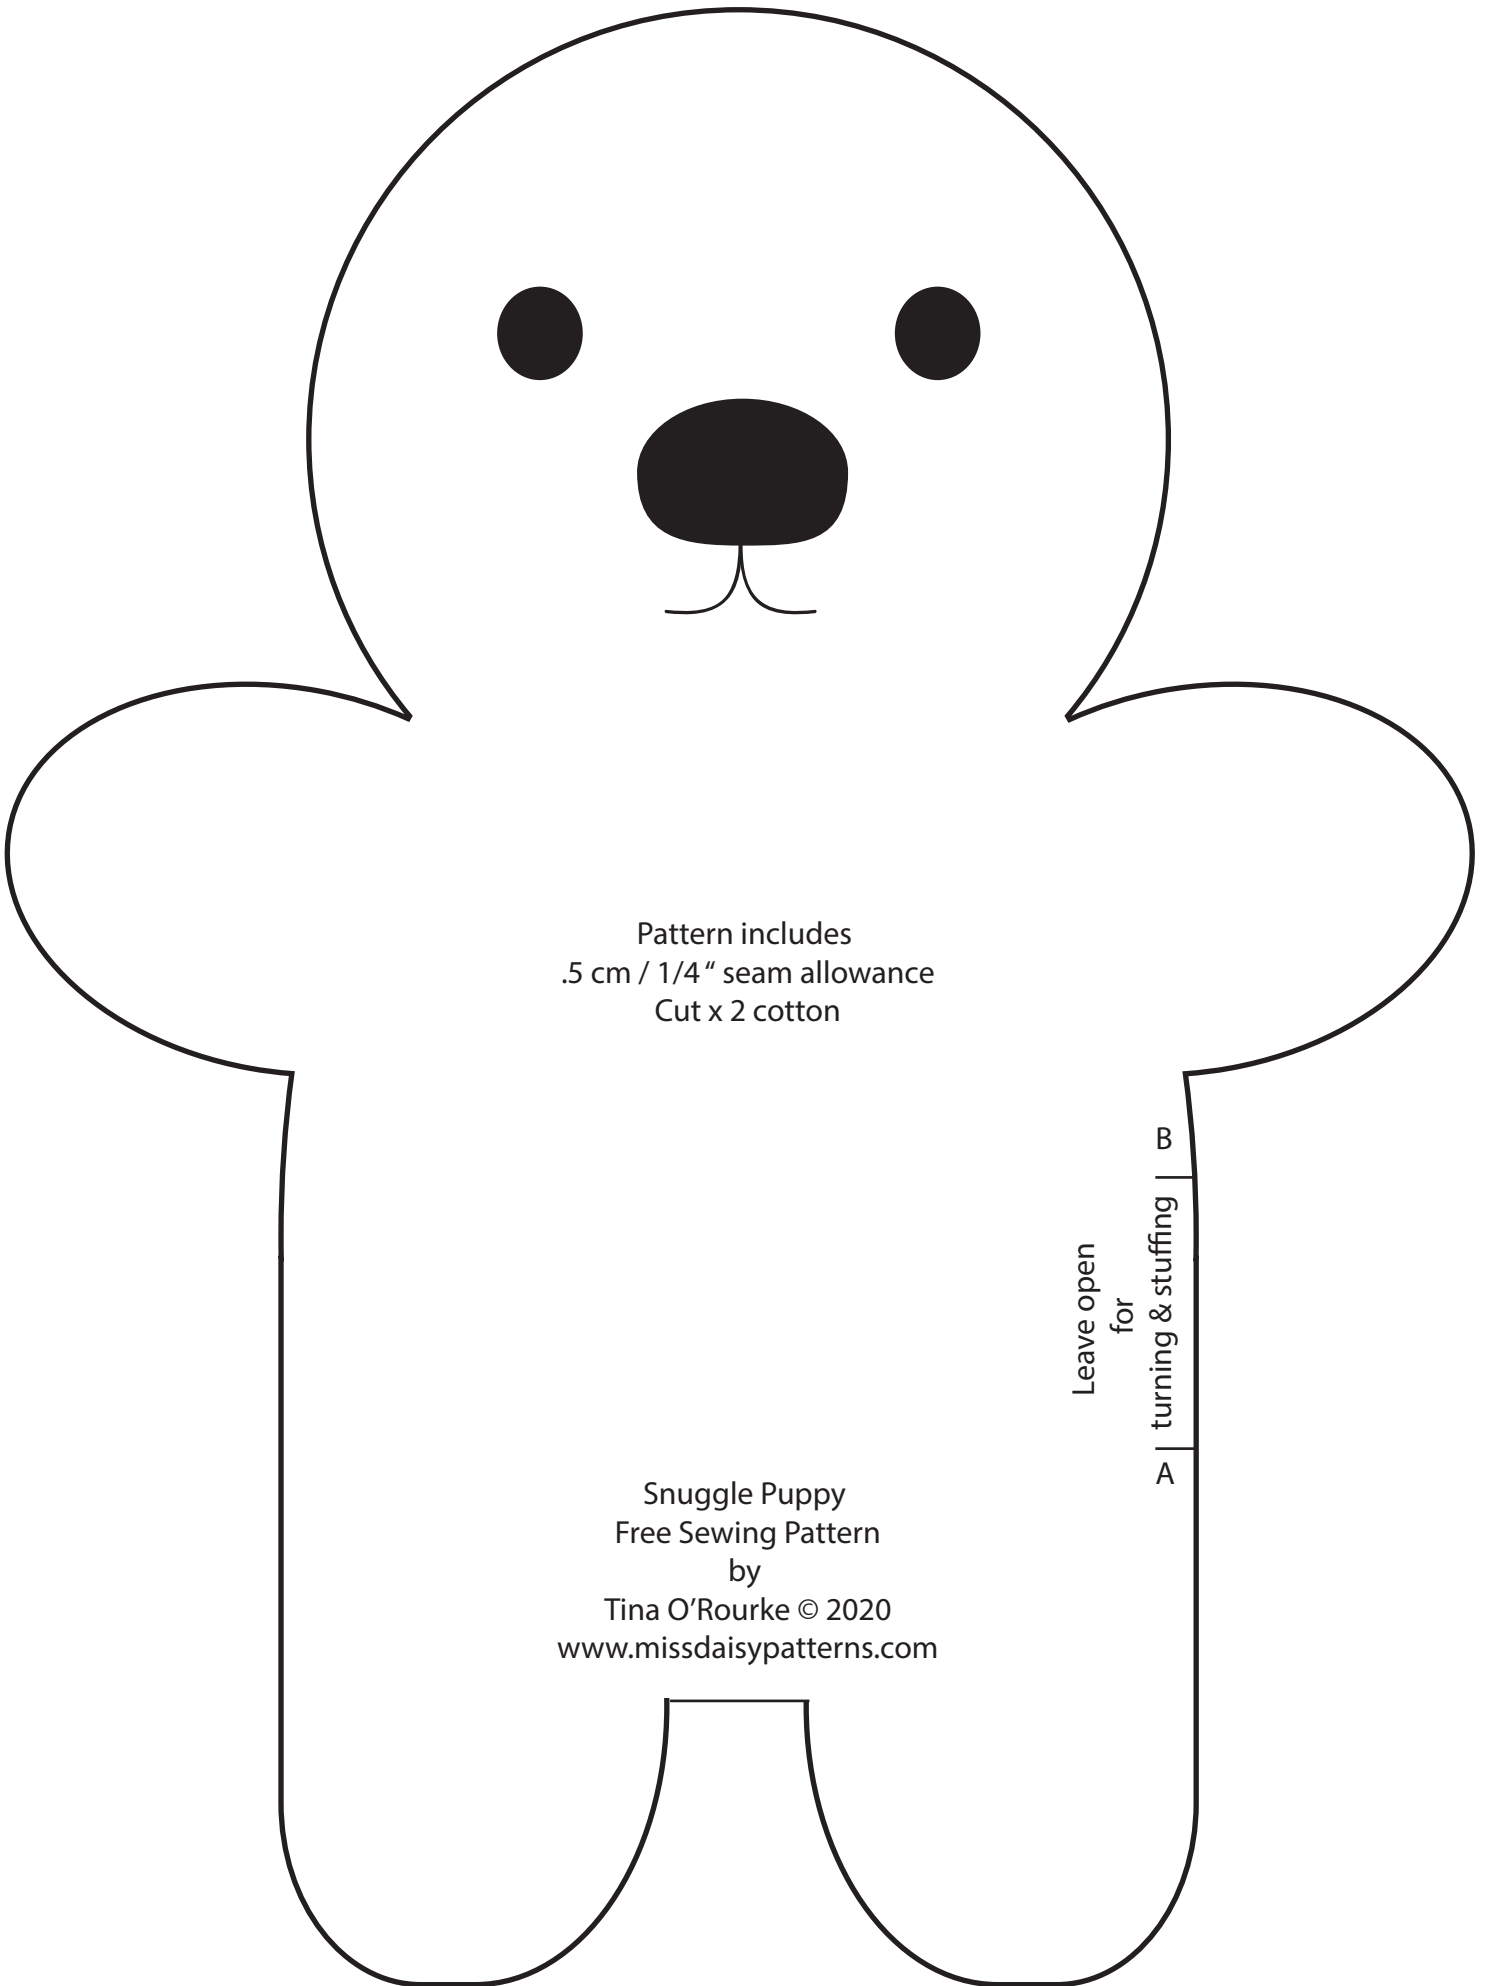 Pattern includes
.5 cm / 1/4 “ seam allowance
Cut x 2 cotton
B
Leave open
for
turning & stuffing
A
Snuggle Puppy
Free Sewing Pattern
by
Tina O’Rourke © 2020
www.missdaisypatterns.com